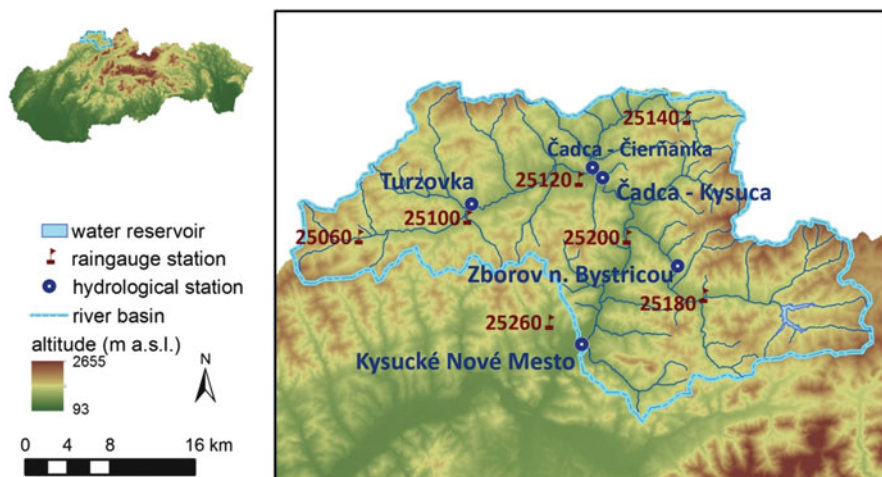 water reservoir
raingauge station
hydrological station
river basin
altitude (m a.s.l.)
2655
93
N
0 4 8 16 km
25140
Čadca - Čierňanka
25120
Čadca - Kysuca
Turzovka
25100
25060
25200
Zborov n. Bystricou
25180
25260
Kysucké Nové Mesto